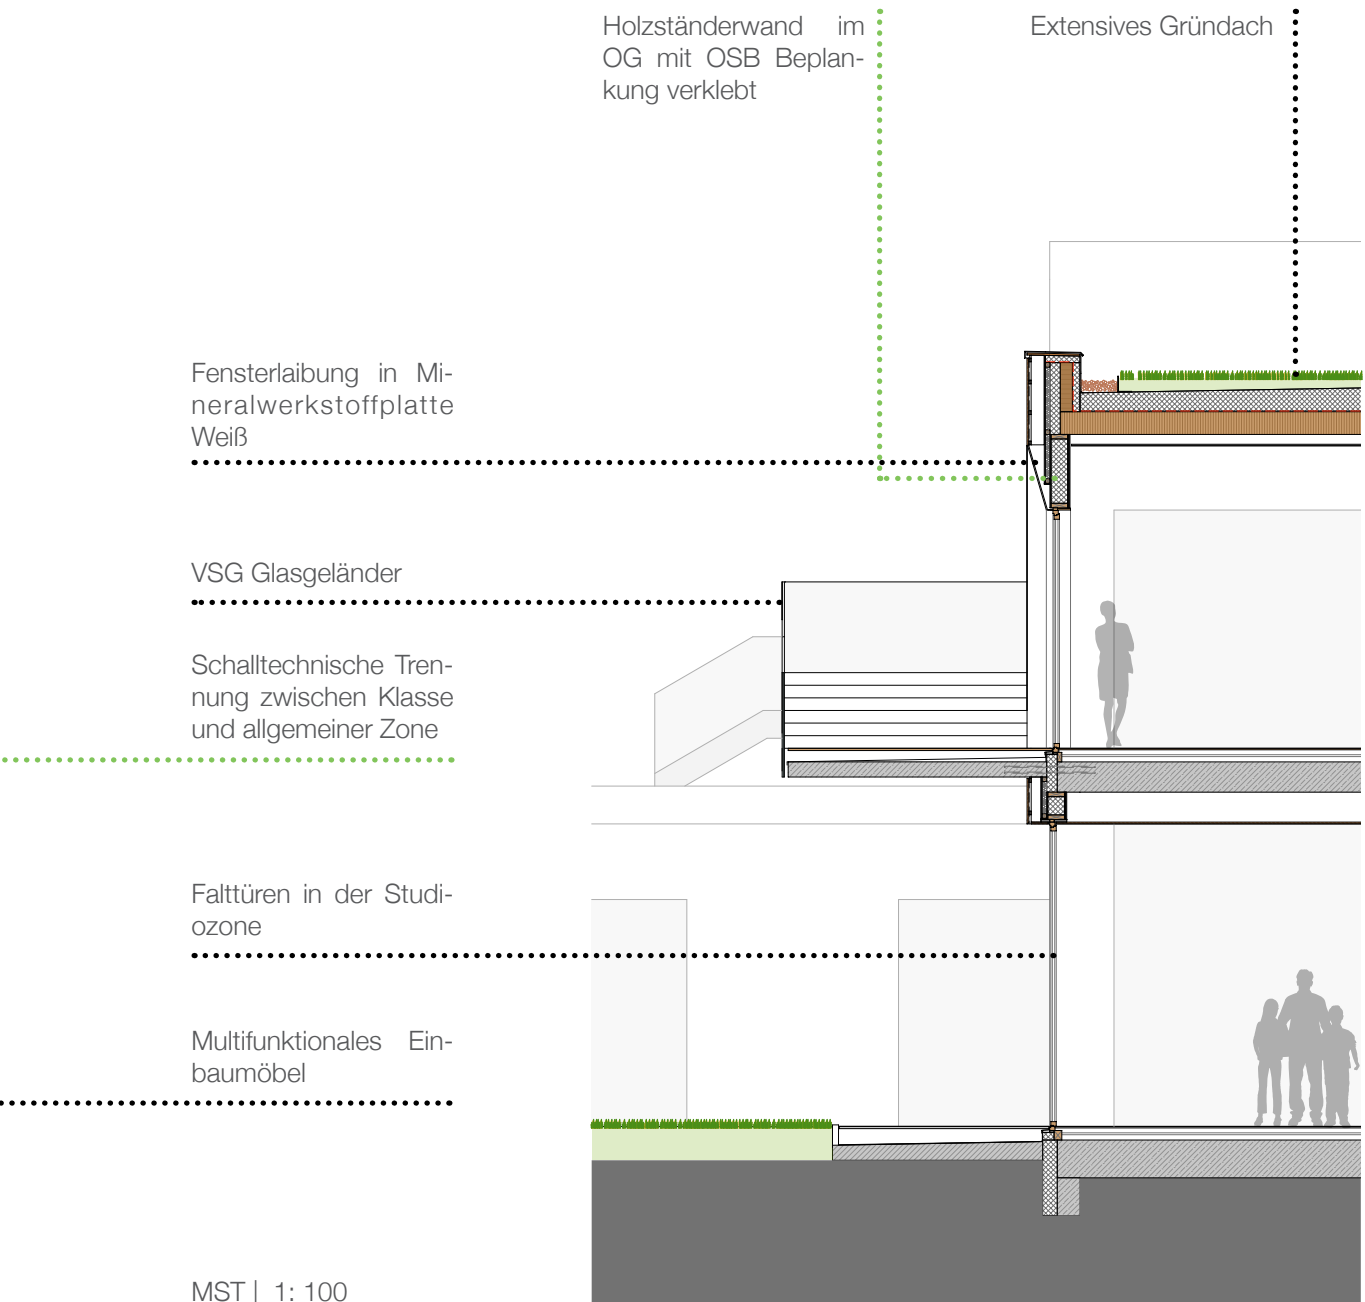 Holzständerwand im
OG mit OSB Beplan-
kung verklebt
Extensives Gründach
Fensterlaibung in Mi-
neralwerkstoffplatte
Weiß
VSG Glasgeländer
Schalltechnische Tren-
nung zwischen Klasse
und allgemeiner Zone
Falttüren in der Studi-
ozone
Multifunktionales Ein-
baumöbel
MST | 1: 100